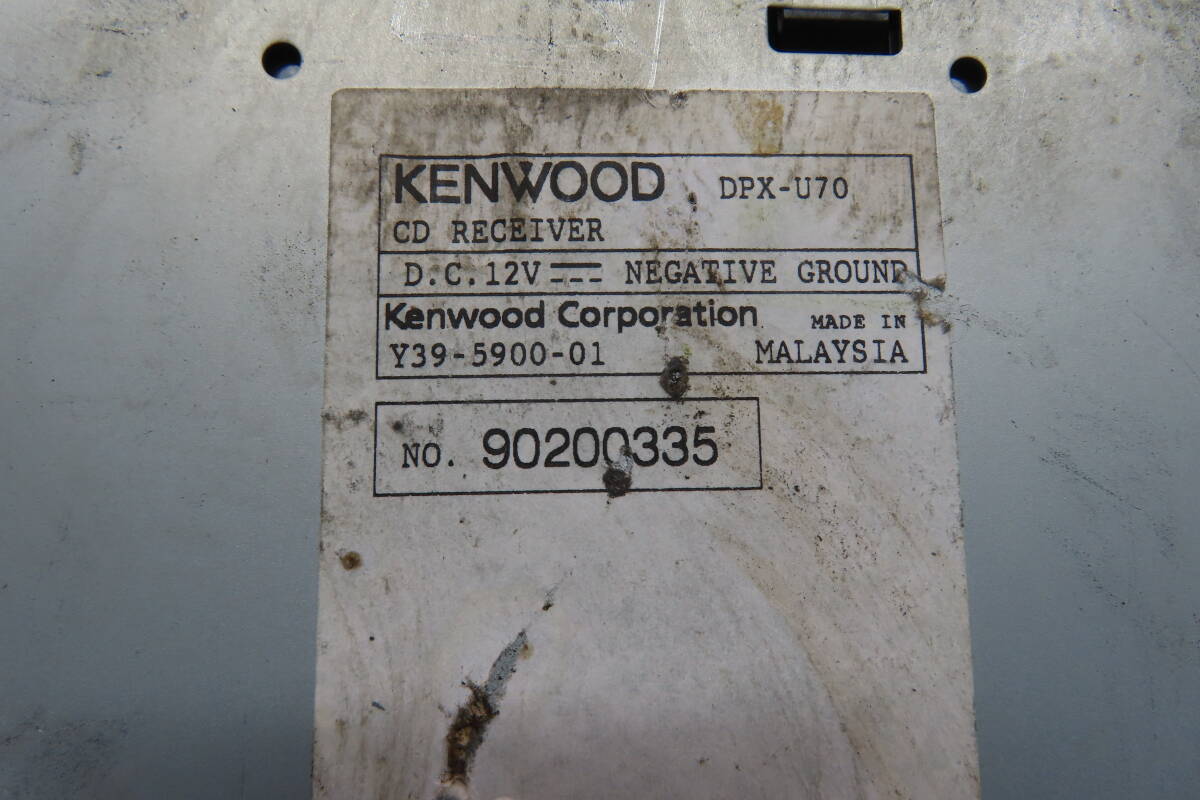 KENWOOD DPX-U70
CD RECEIVER
D.C.12V NEGATIVE GROUND
Kenwood Corporation MADE IN
Y39-5900-01 MALAYSIA
NO. 90200335